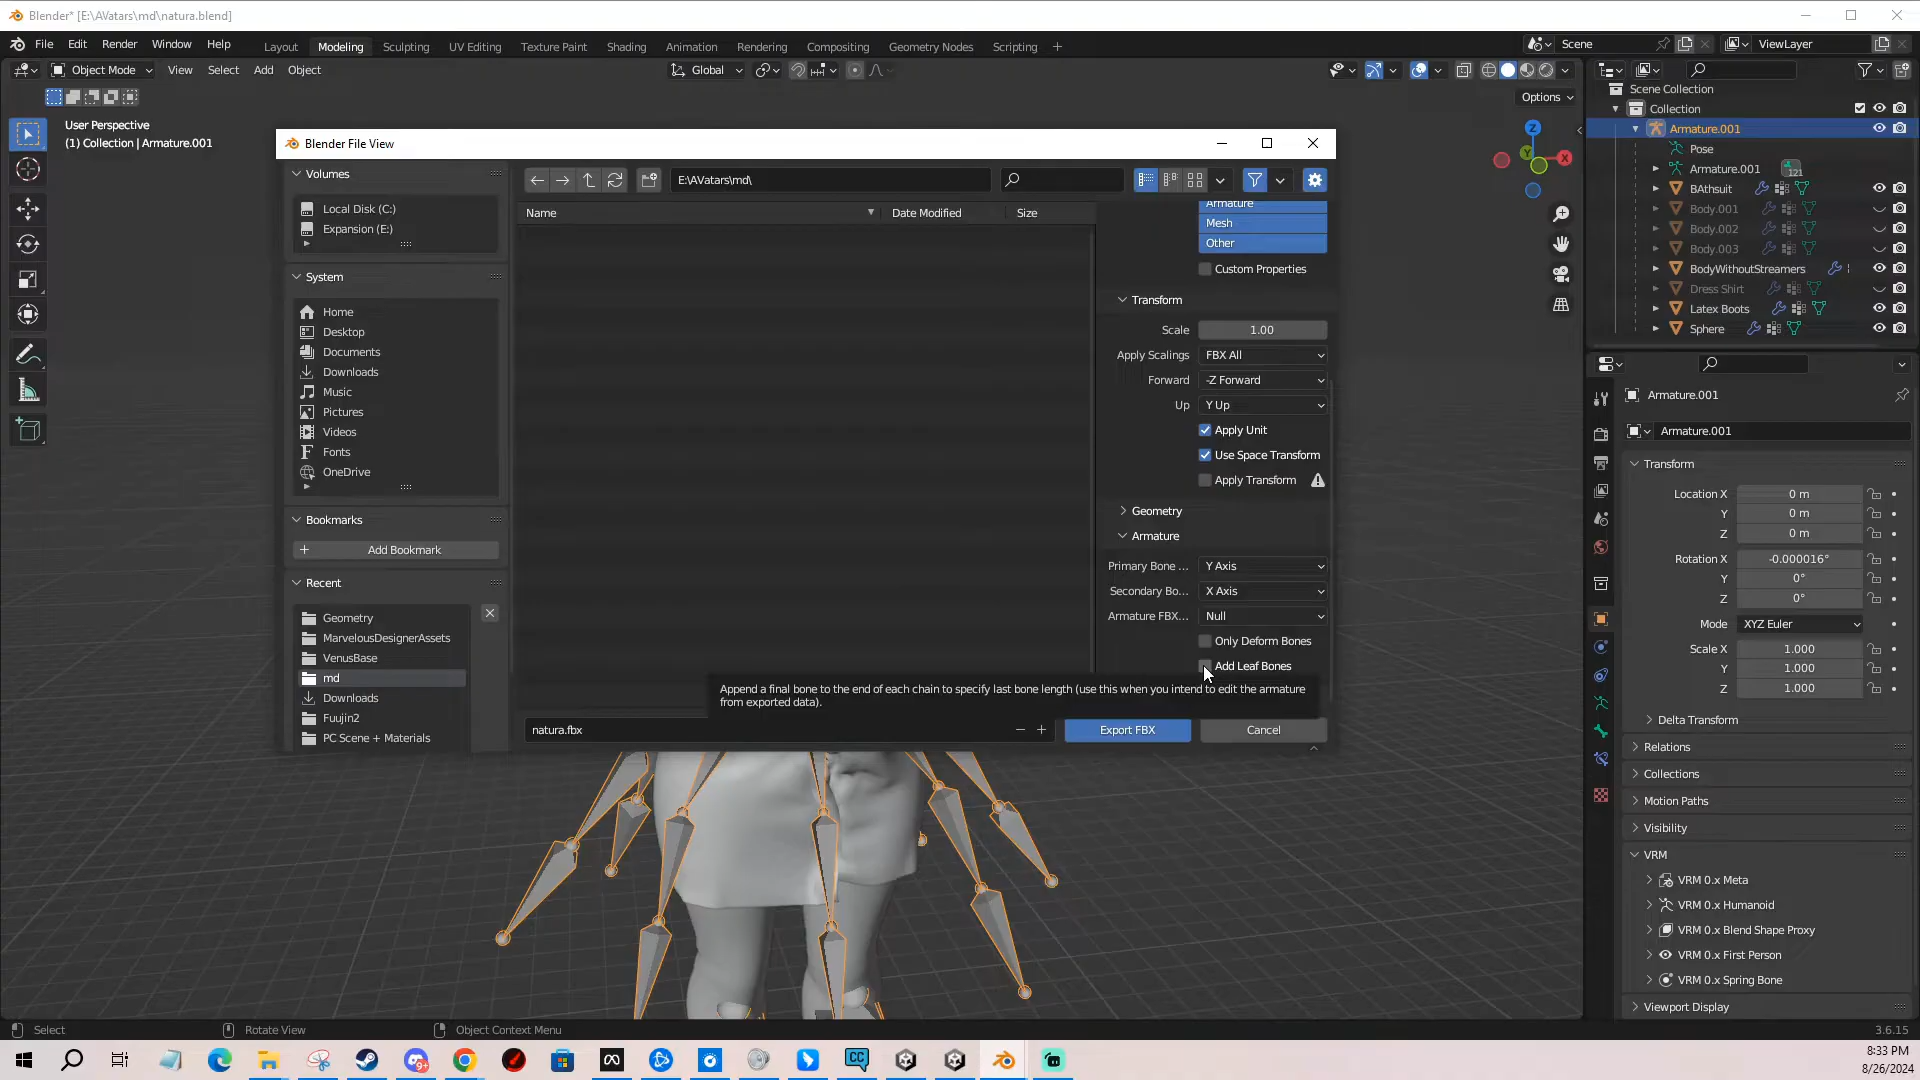 Blender* [E:\AVatars\md\natura.blend]
File Edit Render Window Help
Layout Modeling Sculpting UV Editing Texture Paint Shading Animation Rendering Compositing Geometry Nodes Scripting +
Scene
ViewLayer
Object Mode View Select Add Object
Global
Options
User Perspective
(1) Collection | Armature.001
Z
Y
X
Blender File View
Volumes
Local Disk (C:)
Expansion (E:)
System
Home
Desktop
Documents
Downloads
Music
Pictures
Videos
Fonts
OneDrive
Bookmarks
Add Bookmark
Recent
Geometry
MarvelousDesignerAssets
VenusBase
md
Downloads
Fuujin2
PC Scene + Materials
E:\AVatars\md\
Name Date Modified Size
Armature
Mesh
Other
Custom Properties
Transform
Scale 1.00
Apply Scalings FBX All
Forward -Z Forward
Up Y Up
Apply Unit
Use Space Transform
Apply Transform
Geometry
Armature
Primary Bone ... Y Axis
Secondary Bo... X Axis
Armature FBX... Null
Only Deform Bones
Add Leaf Bones
Append a final bone to the end of each chain to specify last bone length (use this when you intend to edit the armature
from exported data).
natura.fbx
Export FBX
Cancel
Scene Collection
Collection
Armature.001
Pose
Armature.001 121
BAthsuit
Body.001
Body.002
Body.003
BodyWithoutStreamers
Dress Shirt
Latex Boots
Sphere
Armature.001
Armature.001
Transform
Location X 0 m
Y 0 m
Z 0 m
Rotation X -0.000016°
Y 0°
Z 0°
Mode XYZ Euler
Scale X 1.000
Y 1.000
Z 1.000
Delta Transform
Relations
Collections
Motion Paths
Visibility
VRM
VRM 0.x Meta
VRM 0.x Humanoid
VRM 0.x Blend Shape Proxy
VRM 0.x First Person
VRM 0.x Spring Bone
Viewport Display
Select
Rotate View
Object Context Menu
3.6.15
9+
CC
8:33 PM
8/26/2024